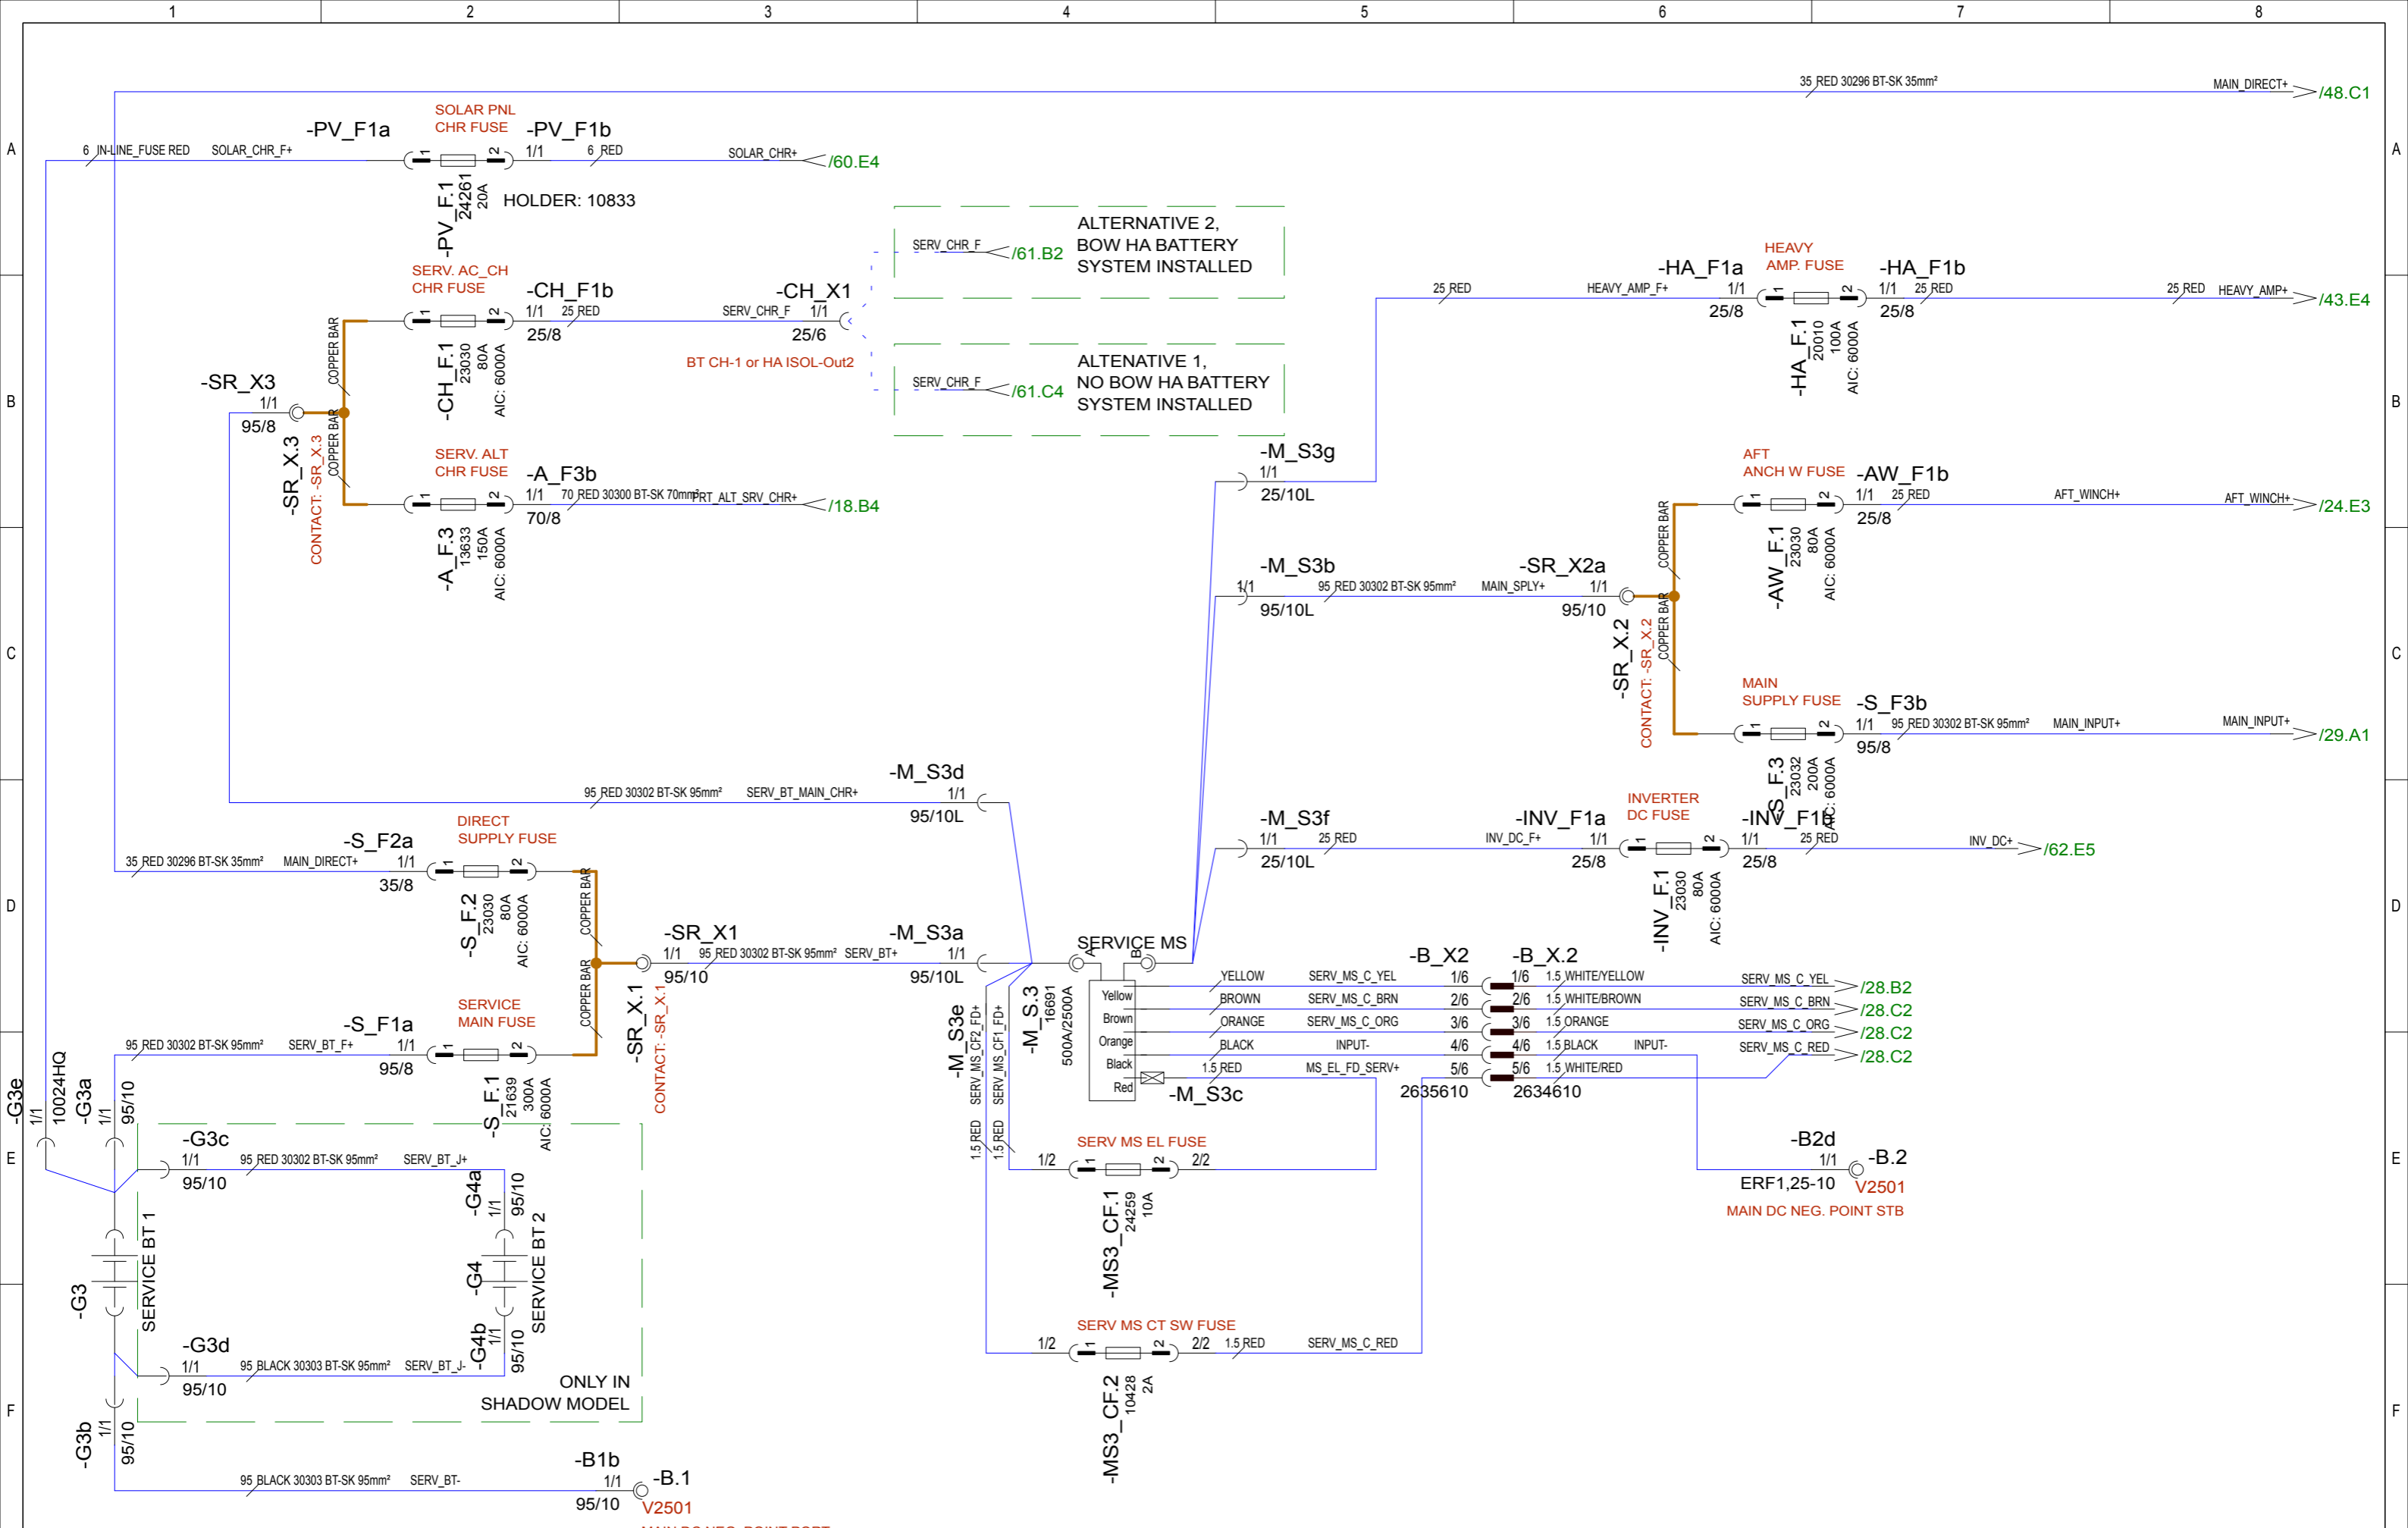 1 2 3 4 5 6 7 8
A A
B B
C C
D D
E E
F F
35 RED 30296 BT-SK 35mm²
MAIN_DIRECT+
/48.C1
SOLAR PNL
CHR FUSE
-PV_F1a
-PV_F1b
6 IN-LINE_FUSE RED
SOLAR_CHR_F+
1
2
1/1
6 RED
SOLAR_CHR+
/60.E4
-PV_F.1
24261
20A
HOLDER: 10833
SERV_CHR_F
/61.B2
ALTERNATIVE 2,
BOW HA BATTERY
SYSTEM INSTALLED
SERV. AC_CH
CHR FUSE
-CH_F1b
1
2
1/1
25 RED
25/8
-CH_F.1
23030
80A
AIC: 6000A
-CH_X1
SERV_CHR_F
1/1
25/6
BT CH-1 or HA ISOL-Out2
SERV_CHR_F
/61.C4
ALTENATIVE 1,
NO BOW HA BATTERY
SYSTEM INSTALLED
HEAVY
AMP. FUSE
-HA_F1a
-HA_F1b
25 RED
HEAVY_AMP_F+
1/1
25/8
1
2
1/1
25 RED
25/8
25 RED
HEAVY_AMP+
/43.E4
-HA_F.1
20010
100A
AIC: 6000A
-SR_X3
1/1
95/8
-SR_X.3
CONTACT: -SR_X.3
COPPER BAR
COPPER BAR
SERV. ALT
CHR FUSE
-A_F3b
1
2
1/1
70 RED 30300 BT-SK 70mm²
PRT_ALT_SRV_CHR+
/18.B4
70/8
-A_F.3
13633
150A
AIC: 6000A
-M_S3g
1/1
25/10L
AFT
ANCH W FUSE
-AW_F1b
1
2
1/1
25 RED
25/8
AFT_WINCH+
AFT_WINCH+
/24.E3
-AW_F.1
23030
80A
AIC: 6000A
-M_S3b
1/1
95 RED 30302 BT-SK 95mm²
MAIN_SPLY+
95/10L
-SR_X2a
1/1
95/10
-SR_X.2
CONTACT: -SR_X.2
COPPER BAR
COPPER BAR
MAIN
SUPPLY FUSE
-S_F3b
1
2
1/1
95 RED 30302 BT-SK 95mm²
95/8
MAIN_INPUT+
MAIN_INPUT+
/29.A1
-S_F.3
23032
200A
AIC: 6000A
-M_S3d
95 RED 30302 BT-SK 95mm²
SERV_BT_MAIN_CHR+
1/1
95/10L
-M_S3f
1/1
25 RED
25/10L
INV_DC_F+
-INV_F1a
1/1
25/8
INVERTER
DC FUSE
1
2
-INV_F1b
1/1
25 RED
25/8
INV_DC+
/62.E5
-INV_F.1
23030
80A
AIC: 6000A
DIRECT
SUPPLY FUSE
-S_F2a
35 RED 30296 BT-SK 35mm²
MAIN_DIRECT+
1/1
35/8
1
2
-S_F.2
23030
80A
AIC: 6000A
COPPER BAR
COPPER BAR
-SR_X1
1/1
95 RED 30302 BT-SK 95mm²
SERV_BT+
95/10
-SR_X.1
CONTACT: -SR_X.1
-M_S3a
1/1
95/10L
SERVICE MS
A
B
-M_S.3
16691
500A/2500A
Yellow
Brown
Orange
Black
Red
-M_S3c
-M_S3e
1.5 RED SERV_MS_CF2_FD+
1.5 RED SERV_MS_CF1_FD+
-B_X2
-B_X.2
YELLOW SERV_MS_C_YEL 1/6 1/6 1.5 WHITE/YELLOW SERV_MS_C_YEL /28.B2
BROWN SERV_MS_C_BRN 2/6 2/6 1.5 WHITE/BROWN SERV_MS_C_BRN /28.C2
ORANGE SERV_MS_C_ORG 3/6 3/6 1.5 ORANGE SERV_MS_C_ORG /28.C2
BLACK INPUT- 4/6 4/6 1.5 BLACK INPUT- SERV_MS_C_RED /28.C2
1.5 RED MS_EL_FD_SERV+ 5/6 5/6 1.5 WHITE/RED
2635610 2634610
SERVICE
MAIN FUSE
-S_F1a
95 RED 30302 BT-SK 95mm²
SERV_BT_F+
1/1
95/8
1
2
-S_F.1
21639
300A
AIC: 6000A
-G3e
1/1
10024HQ
-G3a
1/1
95/10
-G3c
1/1
95 RED 30302 BT-SK 95mm²
SERV_BT_J+
95/10
-G4a
1/1
95/10
SERV MS EL FUSE
1/2
1
2
2/2
-MS3_CF.1
24259
10A
-B2d
1/1
-B.2
ERF1,25-10
V2501
MAIN DC NEG. POINT STB
-G3
SERVICE BT 1
-G4
SERVICE BT 2
-G3d
1/1
95 BLACK 30303 BT-SK 95mm²
SERV_BT_J-
95/10
-G4b
1/1
95/10
ONLY IN
SHADOW MODEL
SERV MS CT SW FUSE
1/2
1
2
2/2
1.5 RED
SERV_MS_C_RED
-MS3_CF.2
10428
2A
-G3b
1/1
95/10
95 BLACK 30303 BT-SK 95mm²
SERV_BT-
-B1b
1/1
95/10
-B.1
V2501
MAIN DC NEG. POINT PORT